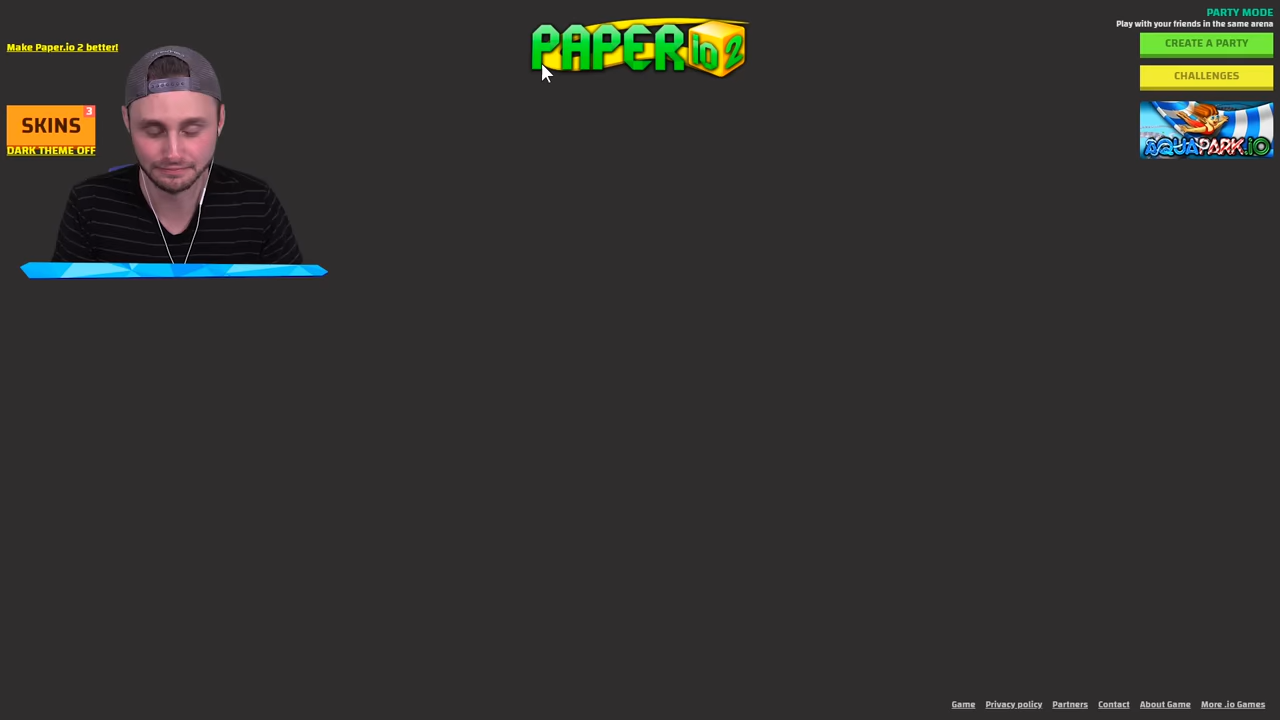 Make Paper.io 2 better!
SKINS
3
DARK THEME OFF
PAPER io 2
PARTY MODE
Play with your friends in the same arena
CREATE A PARTY
CHALLENGES
AQUAPARK.IO
Game Privacy policy Partners Contact About Game More .io Games